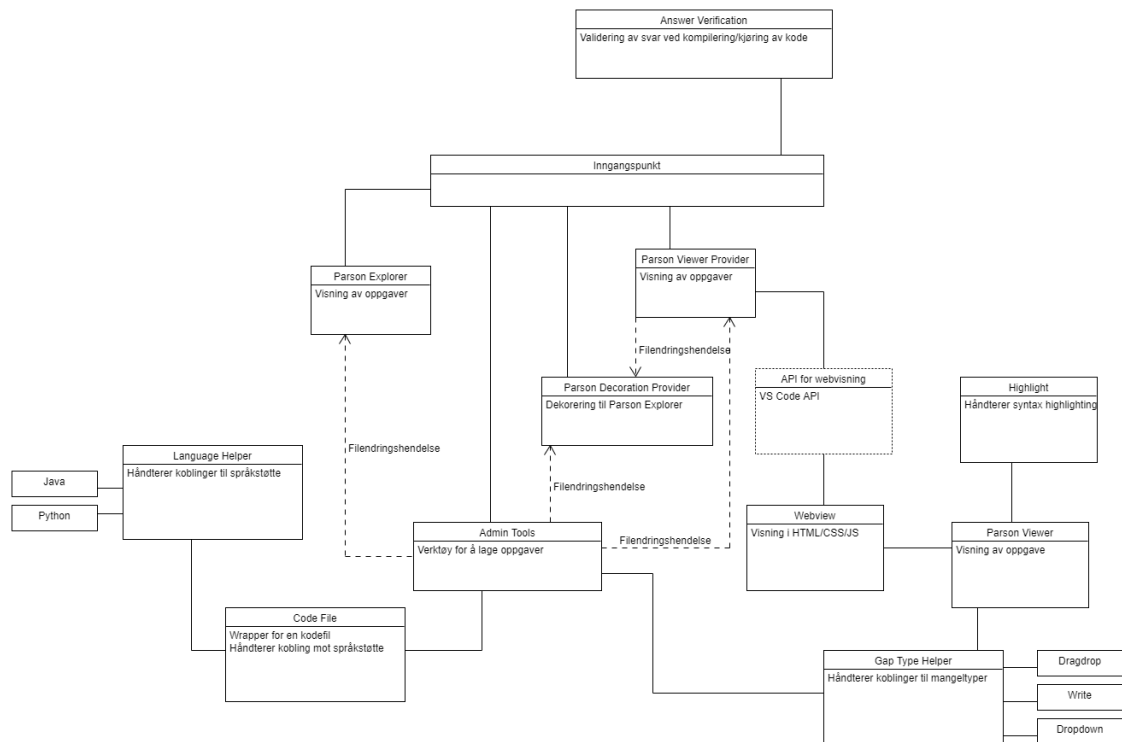 Answer Verification
Validering av svar ved kompilering/kjøring av kode
Inngangspunkt
Parson Explorer
Visning av oppgaver
Parson Viewer Provider
Visning av oppgaver
Filendringshendelse
Parson Decoration Provider
Dekorering til Parson Explorer
API for webvisning
VS Code API
Highlight
Håndterer syntax highlighting
Filendringshendelse
Language Helper
Håndterer koblinger til språkstøtte
Java
Python
Filendringshendelse
Admin Tools
Verktøy for å lage oppgaver
Filendringshendelse
Webview
Visning i HTML/CSS/JS
Parson Viewer
Visning av oppgave
Code File
Wrapper for en kodefil
Håndterer kobling mot språkstøtte
Gap Type Helper
Håndterer koblinger til mangeltyper
Dragdrop
Write
Dropdown